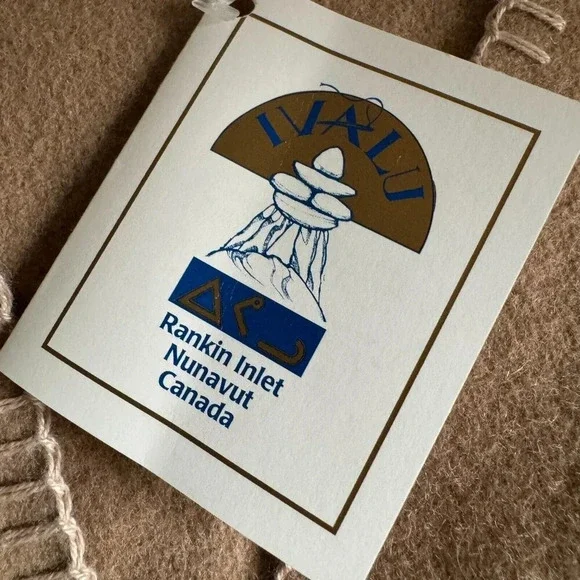 IVALU
ᐃᕙᓗ
Rankin Inlet
Nunavut
Canada